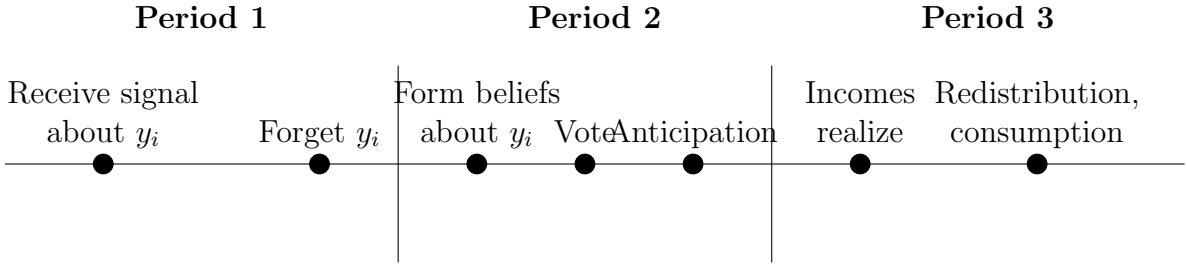 Period 1
Period 2
Period 3
Receive signal
about $y_i$
Forget $y_i$
Form beliefs
about $y_i$
Vote
Anticipation
Incomes
realize
Redistribution,
consumption